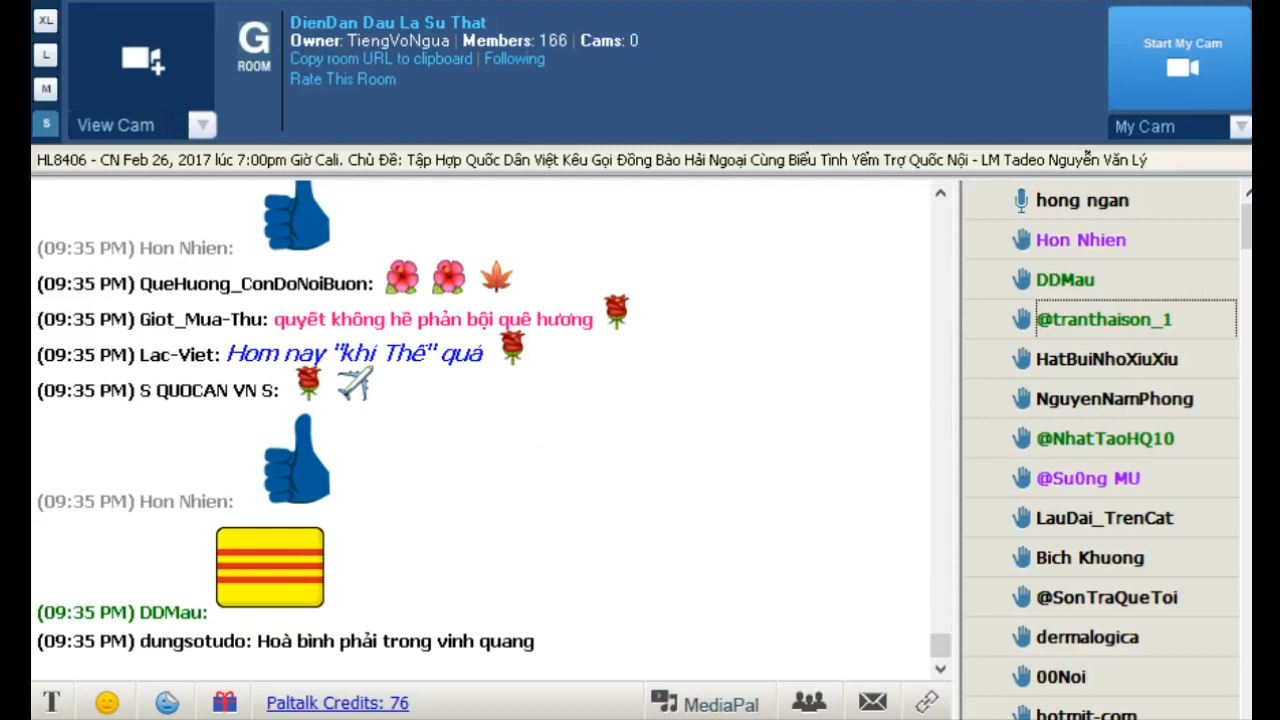 XL
L
M
S
View Cam
G
ROOM
DienDan Dau La Su That
Owner: TiengVoNgua | Members: 166 | Cams: 0
Copy room URL to clipboard | Following
Rate This Room
Start My Cam
My Cam
HL8406 - CN Feb 26, 2017 lúc 7:00pm Giờ Cali. Chủ Đề: Tập Hợp Quốc Dân Việt Kêu Gọi Đồng Bào Hải Ngoại Cùng Biểu Tình Yểm Trợ Quốc Nội - LM Tadeo Nguyễn Văn Lý
(09:35 PM) Hon Nhien:
(09:35 PM) QueHuong_ConDoNoiBuon:
(09:35 PM) Giot_Mua-Thu: quyết không hề phản bội quê hương
(09:35 PM) Lac-Viet: Hom nay "khí Thế" quá
(09:35 PM) S QUOCAN VN S:
(09:35 PM) Hon Nhien:
(09:35 PM) DDMau:
(09:35 PM) dungsotudo: Hoà bình phải trong vinh quang
hong ngan
Hon Nhien
DDMau
@tranthaison_1
HatBuiNhoXiuXiu
NguyenNamPhong
@NhatTaoHQ10
@Su0ng MU
LauDai_TrenCat
Bich Khuong
@SonTraQueToi
dermalogica
00Noi
hotmit-com
T
Paltalk Credits: 76
MediaPal